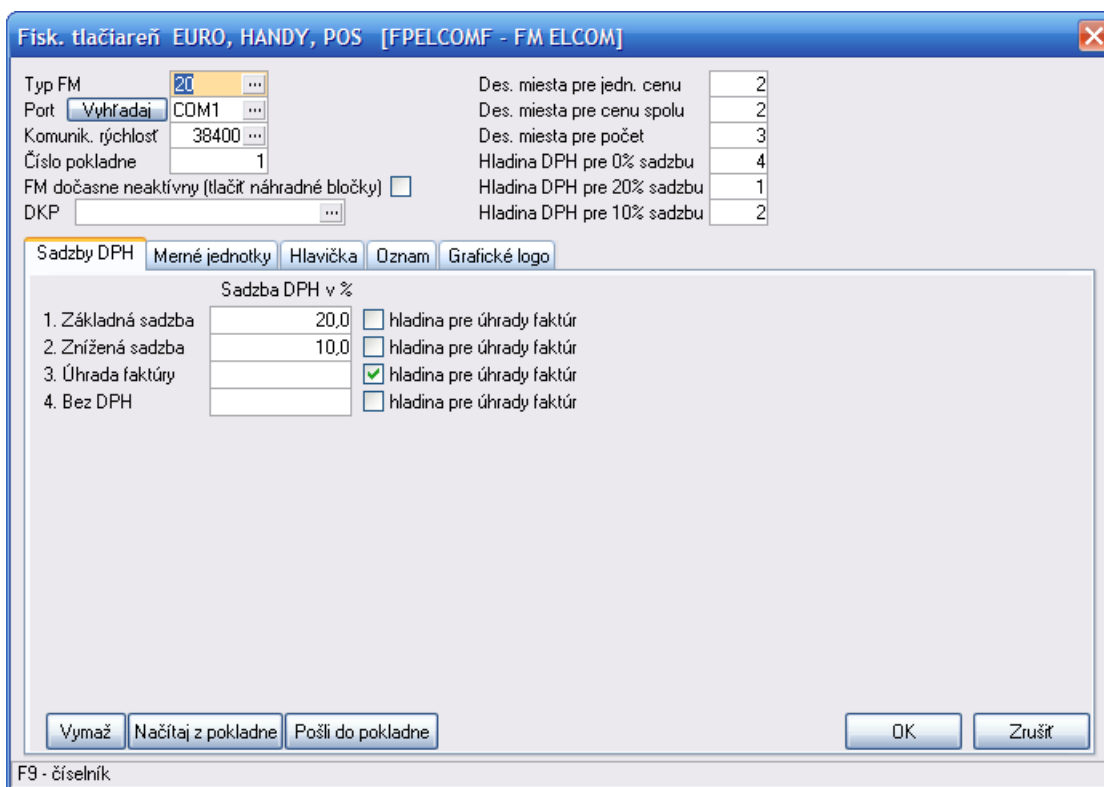 Fisk. tlačiareň EURO, HANDY, POS [FPELCOMF - FM ELCOM]
Typ FM 20 ... Des. miesta pre jedn. cenu 2
Port Vyhľadaj COM1 ... Des. miesta pre cenu spolu 2
Komunik. rýchlosť 38400 ... Des. miesta pre počet 3
Číslo pokladne 1 Hladina DPH pre 0% sadzbu 4
FM dočasne neaktívny (tlačiť náhradné bločky) Hladina DPH pre 20% sadzbu 1
DKP ... Hladina DPH pre 10% sadzbu 2
Sadzby DPH Merné jednotky Hlavička Oznam Grafické logo
Sadzba DPH v %
1. Základná sadzba 20,0 hladina pre úhrady faktúr
2. Znížená sadzba 10,0 hladina pre úhrady faktúr
3. Úhrada faktúry hladina pre úhrady faktúr
4. Bez DPH hladina pre úhrady faktúr
Vymaž Načítaj z pokladne Pošli do pokladne OK Zrušiť
F9 - číselník